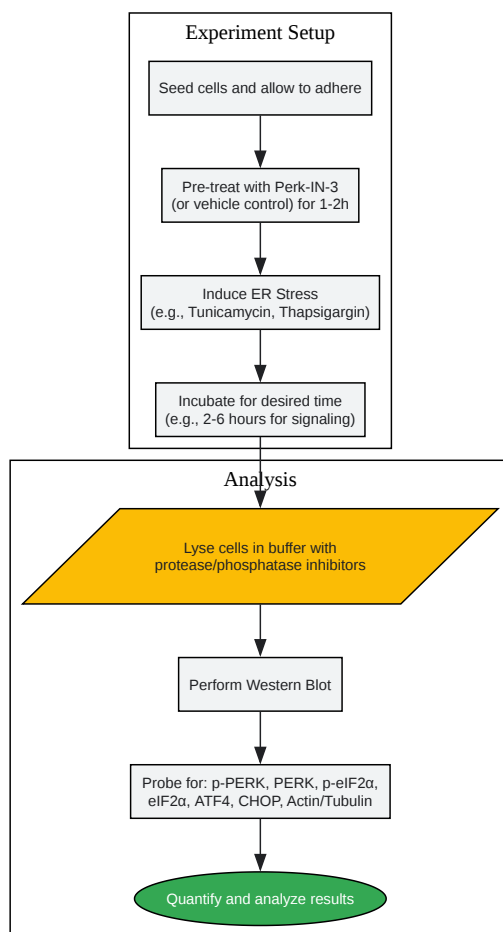 Experiment Setup
Seed cells and allow to adhere
Pre-treat with Perk-IN-3
(or vehicle control) for 1-2h
Induce ER Stress
(e.g., Tunicamycin, Thapsigargin)
Incubate for desired time
(e.g., 2-6 hours for signaling)
Analysis
Lyse cells in buffer with
protease/phosphatase inhibitors
Perform Western Blot
Probe for: p-PERK, PERK, p-eIF2α,
eIF2α, ATF4, CHOP, Actin/Tubulin
Quantify and analyze results